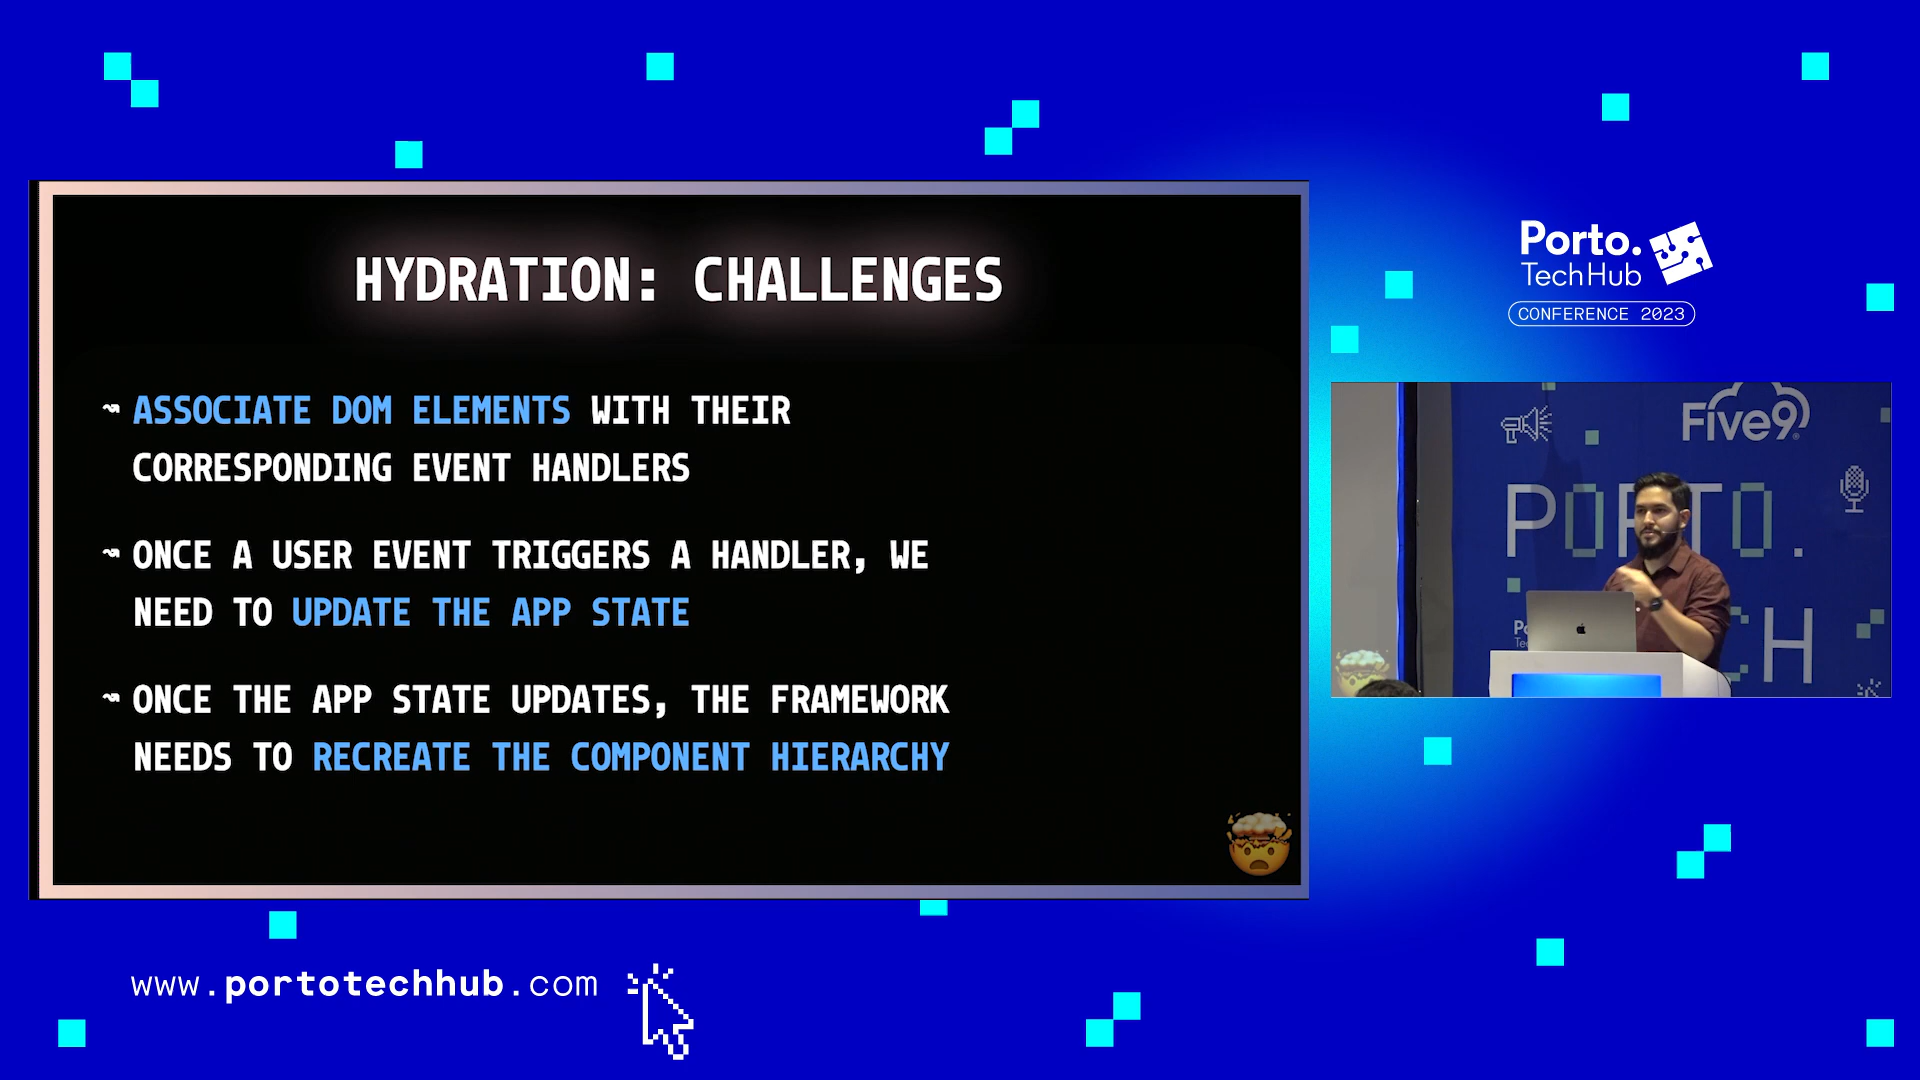 HYDRATION: CHALLENGES
↝ ASSOCIATE DOM ELEMENTS WITH THEIR
CORRESPONDING EVENT HANDLERS
↝ ONCE A USER EVENT TRIGGERS A HANDLER, WE
NEED TO UPDATE THE APP STATE
↝ ONCE THE APP STATE UPDATES, THE FRAMEWORK
NEEDS TO RECREATE THE COMPONENT HIERARCHY
Porto.
TechHub
CONFERENCE 2023
Five9
PORTO.
CH
www.portotechhub.com